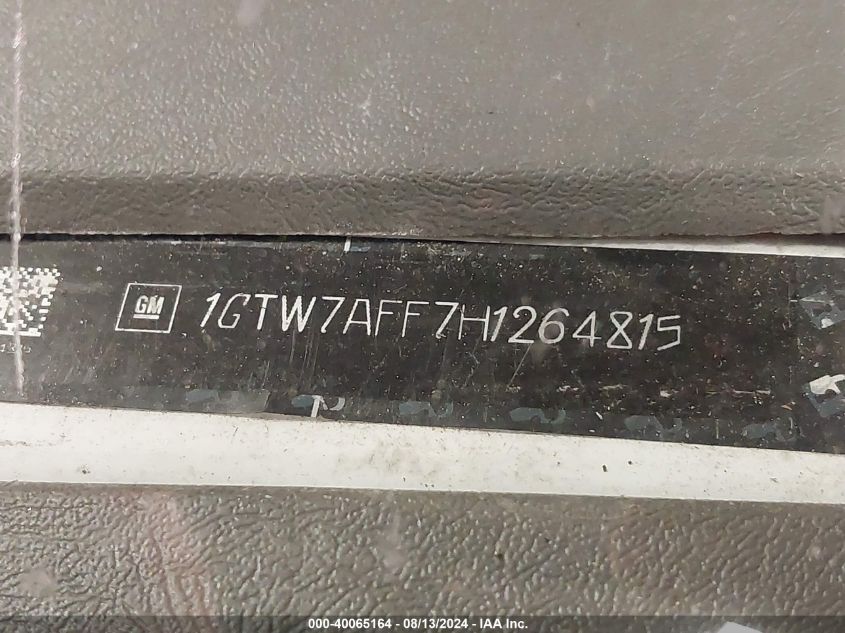 GM 1GTW7AFF7H1264815
000-40065164 - 08/13/2024 - IAA Inc.